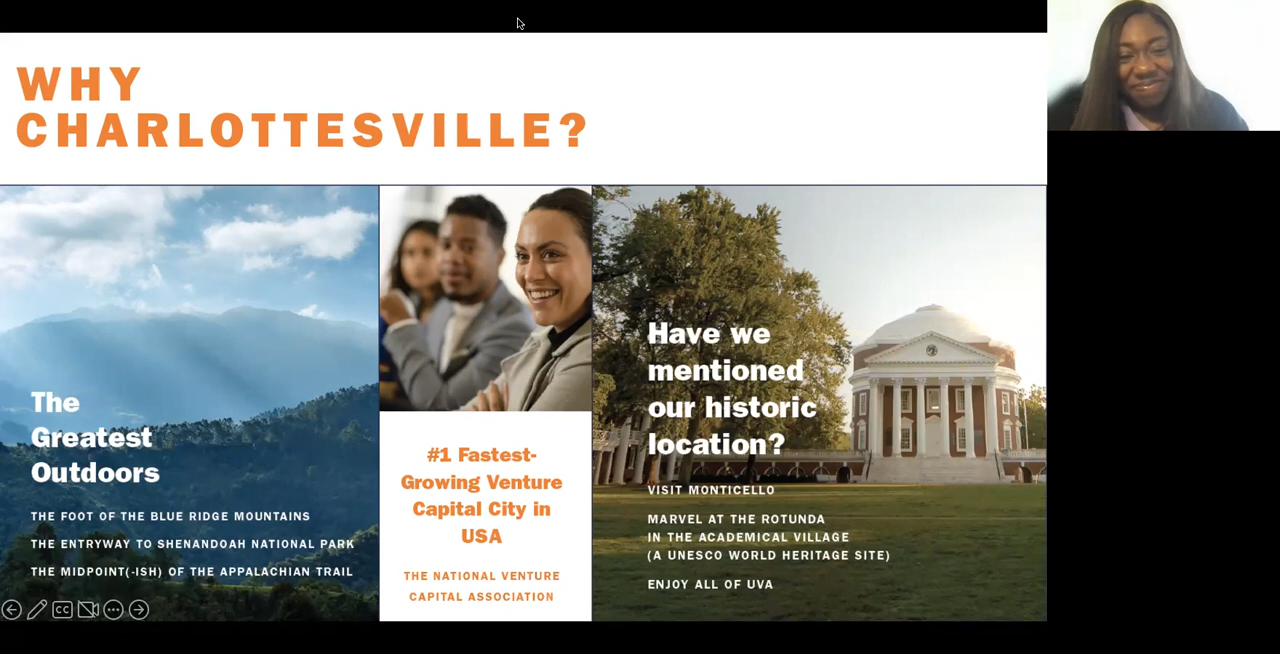 WHY
CHARLOTTESVILLE?
The
Greatest
Outdoors
THE FOOT OF THE BLUE RIDGE MOUNTAINS
THE ENTRYWAY TO SHENANDOAH NATIONAL PARK
THE MIDPOINT(-ISH) OF THE APPALACHIAN TRAIL
CC
#1 Fastest-
Growing Venture
Capital City in
USA
THE NATIONAL VENTURE
CAPITAL ASSOCIATION
Have we
mentioned
our historic
location?
VISIT MONTICELLO
MARVEL AT THE ROTUNDA
IN THE ACADEMICAL VILLAGE
(A UNESCO WORLD HERITAGE SITE)
ENJOY ALL OF UVA